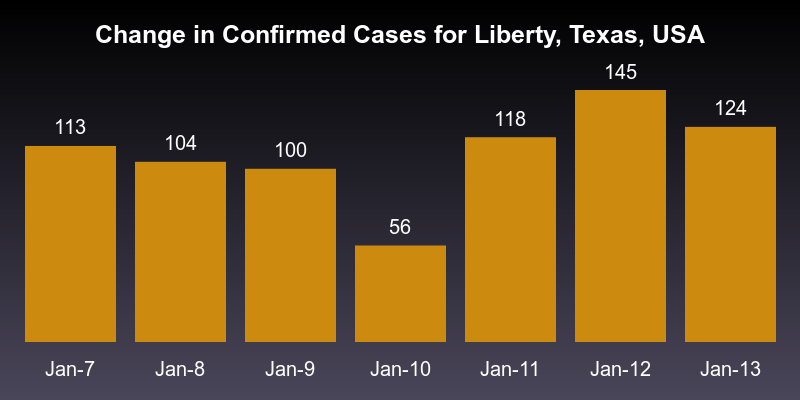 Change in Confirmed Cases for Liberty, Texas, USA
113
104
100
56
118
145
124
Jan-7
Jan-8
Jan-9
Jan-10
Jan-11
Jan-12
Jan-13